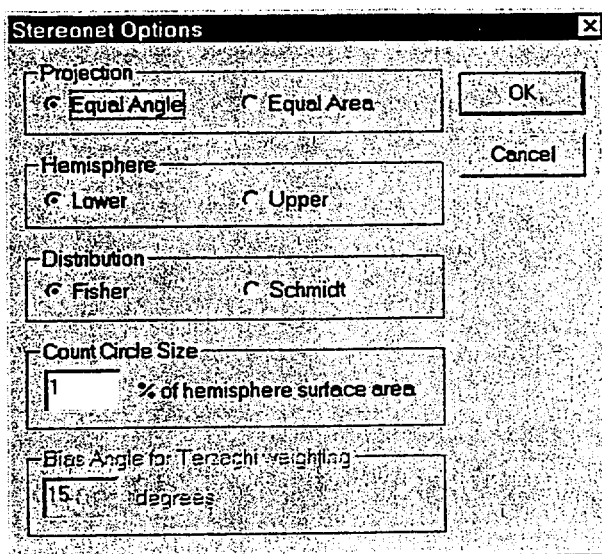 Stereonet Options
Projection
Equal Angle Equal Area
OK
Hemisphere
Lower Upper
Cancel
Distribution
Fisher Schmidt
Count Circle Size
1 % of hemisphere surface area
Bias Angle for Terzaghi weighting
15 degrees